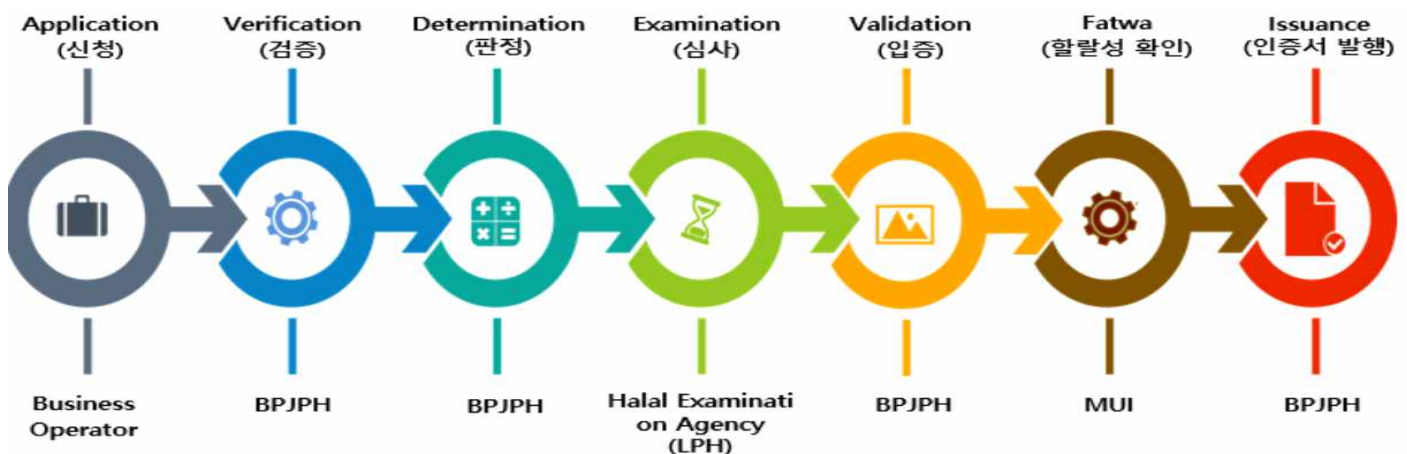 Application
(신청)
Verification
(검증)
Determination
(판정)
Examination
(심사)
Validation
(입증)
Fatwa
(할랄성 확인)
Issuance
(인증서 발행)
Business
Operator
BPJPH
BPJPH
Halal Examinati
on Agency
(LPH)
BPJPH
MUI
BPJPH